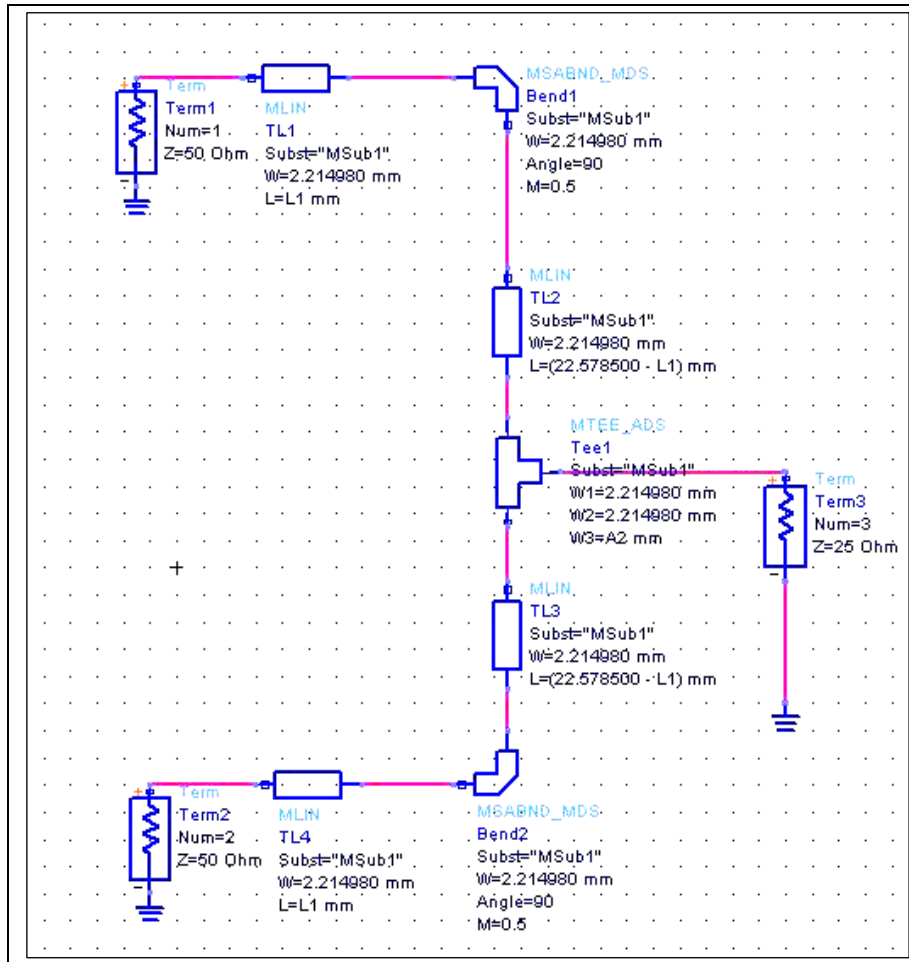 Term
Term1
Num=1
Z=50 Ohm
MLIN
TL1
Subst="MSub1"
W=2.214980 mm
L=L1 mm
MSABND_MDS
Bend1
Subst="MSub1"
W=2.214980 mm
Angle=90
M=0.5
MLIN
TL2
Subst="MSub1"
W=2.214980 mm
L=(22.578500 - L1) mm
MTEE_ADS
Tee1
Subst="MSub1"
W1=2.214980 mm
W2=2.214980 mm
W3=A2 mm
Term
Term3
Num=3
Z=25 Ohm
MLIN
TL3
Subst="MSub1"
W=2.214980 mm
L=(22.578500 - L1) mm
Term
Term2
Num=2
Z=50 Ohm
MLIN
TL4
Subst="MSub1"
W=2.214980 mm
L=L1 mm
MSABND_MDS
Bend2
Subst="MSub1"
W=2.214980 mm
Angle=90
M=0.5